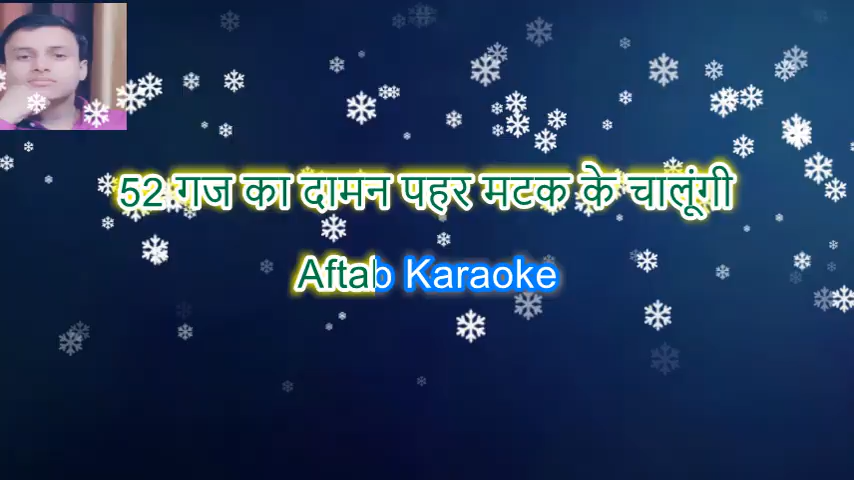 52 गज का दामन पहर मटक के चालूंगी
Aftab Karaoke